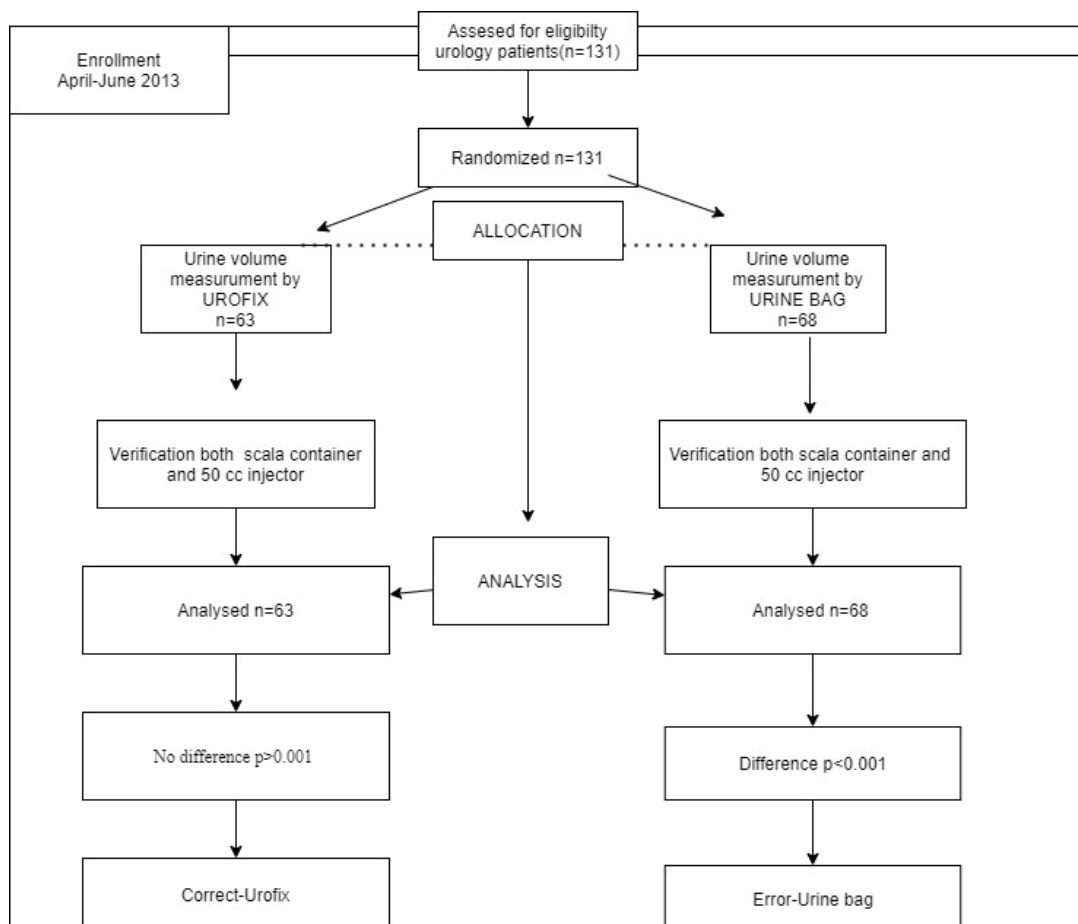 Assesed for eligibilty
urology patients(n=131)
Enrollment
April-June 2013
Randomized n=131
ALLOCATION
Urine volume
measurument by
UROFIX
n=63
Urine volume
measurument by
URINE BAG
n=68
Verification both scala container
and 50 cc injector
Verification both scala container and
50 cc injector
ANALYSIS
Analysed n=63
Analysed n=68
No difference p>0.001
Difference p<0.001
Correct-Urofix
Error-Urine bag